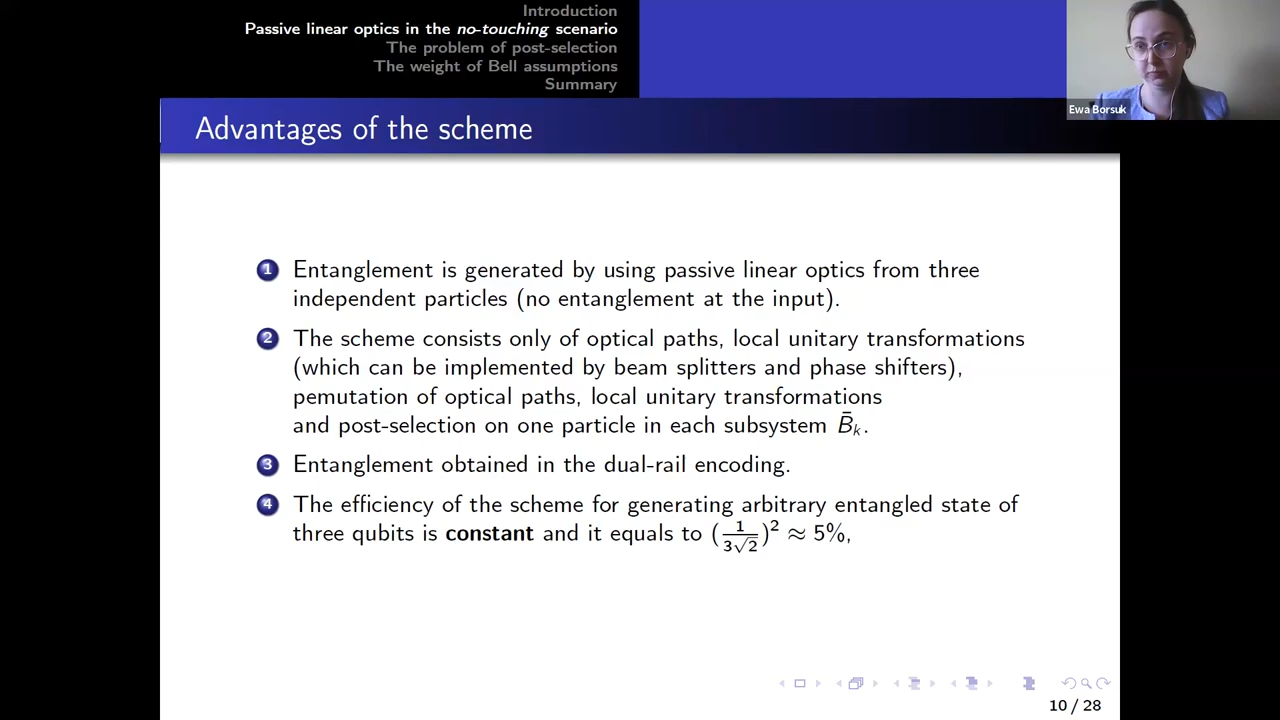 Introduction
Passive linear optics in the no-touching scenario
The problem of post-selection
The weight of Bell assumptions
Summary
Ewa Borsuk
Advantages of the scheme
1 Entanglement is generated by using passive linear optics from three
independent particles (no entanglement at the input).
2 The scheme consists only of optical paths, local unitary transformations
(which can be implemented by beam splitters and phase shifters),
pemutation of optical paths, local unitary transformations
and post-selection on one particle in each subsystem B̄ₖ.
3 Entanglement obtained in the dual-rail encoding.
4 The efficiency of the scheme for generating arbitrary entangled state of
three qubits is constant and it equals to (1/(3√2))² ≈ 5%,
10 / 28